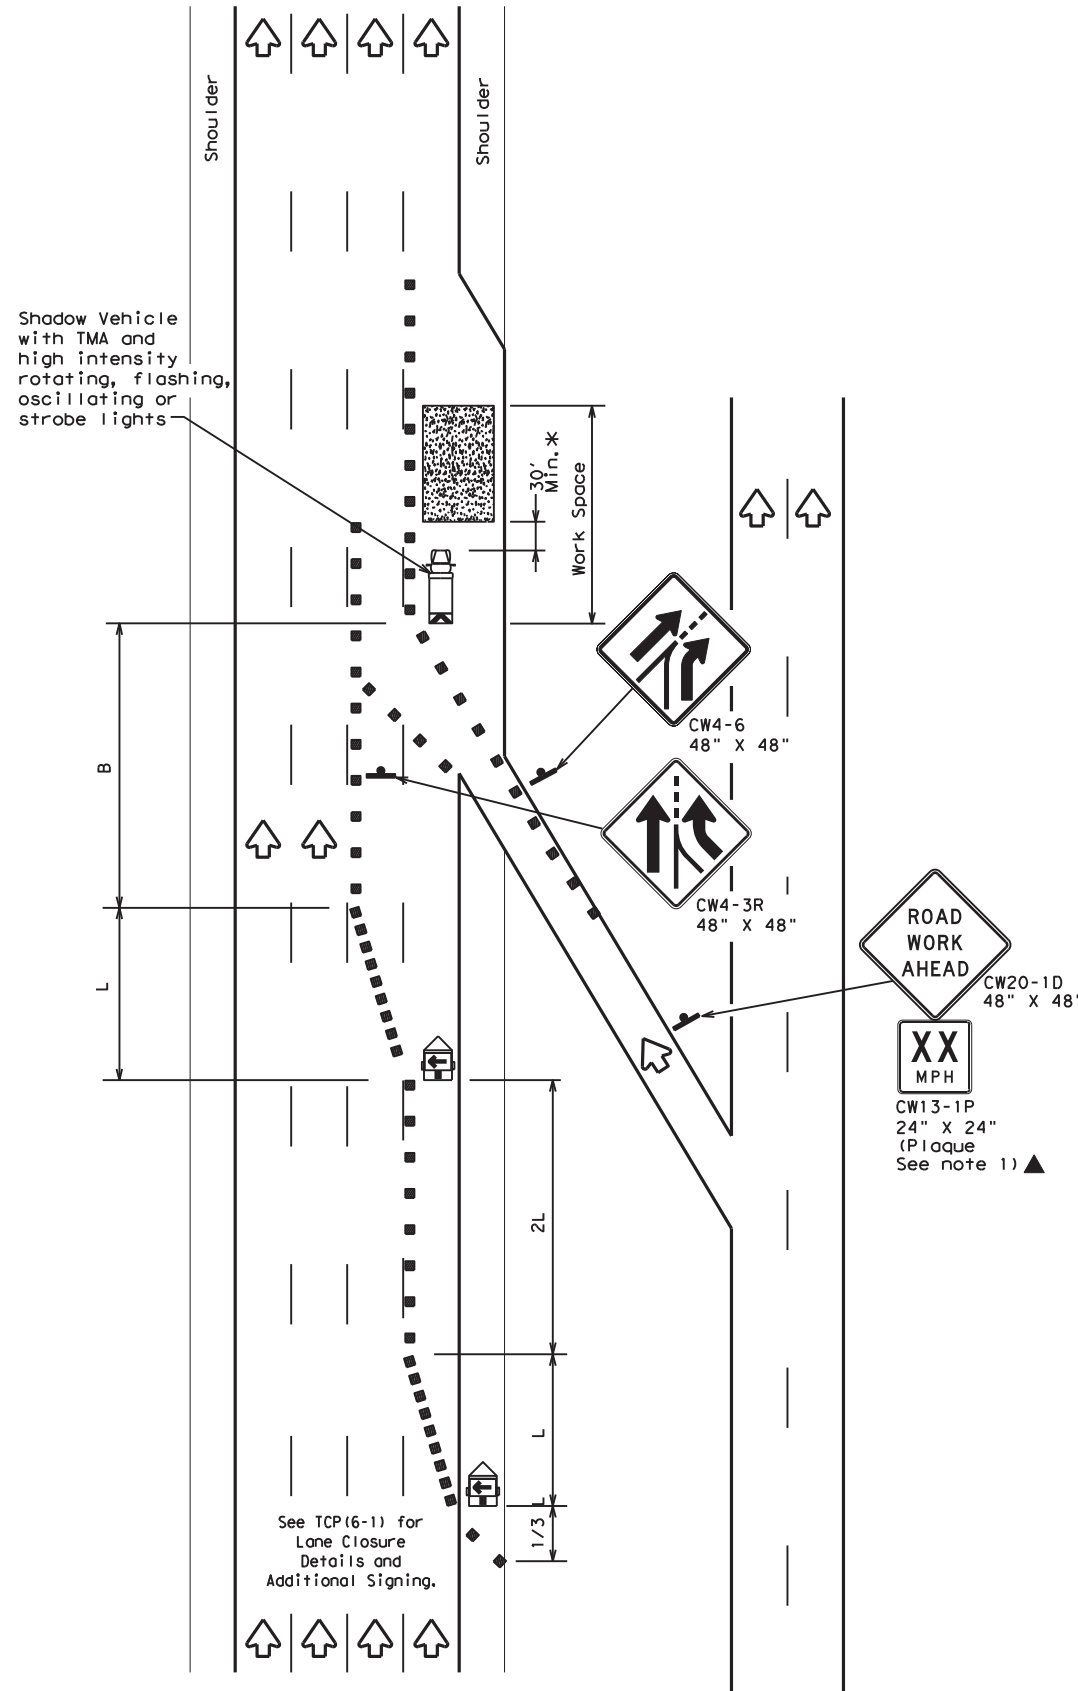 Shoulder
Shoulder
Shadow Vehicle
with TMA and
high intensity
rotating, flashing,
oscillating or
strobe lights
30'
Min.*
Work Space
CW4-6
48" X 48"
B
CW4-3R
48" X 48"
ROAD
WORK
AHEAD
CW20-1D
48" X 48"
XX
MPH
CW13-1P
24" X 24"
(Plaque
See note 1)▲
L
2L
L
1/3 L
See TCP(6-1) for
Lane Closure
Details and
Additional Signing.